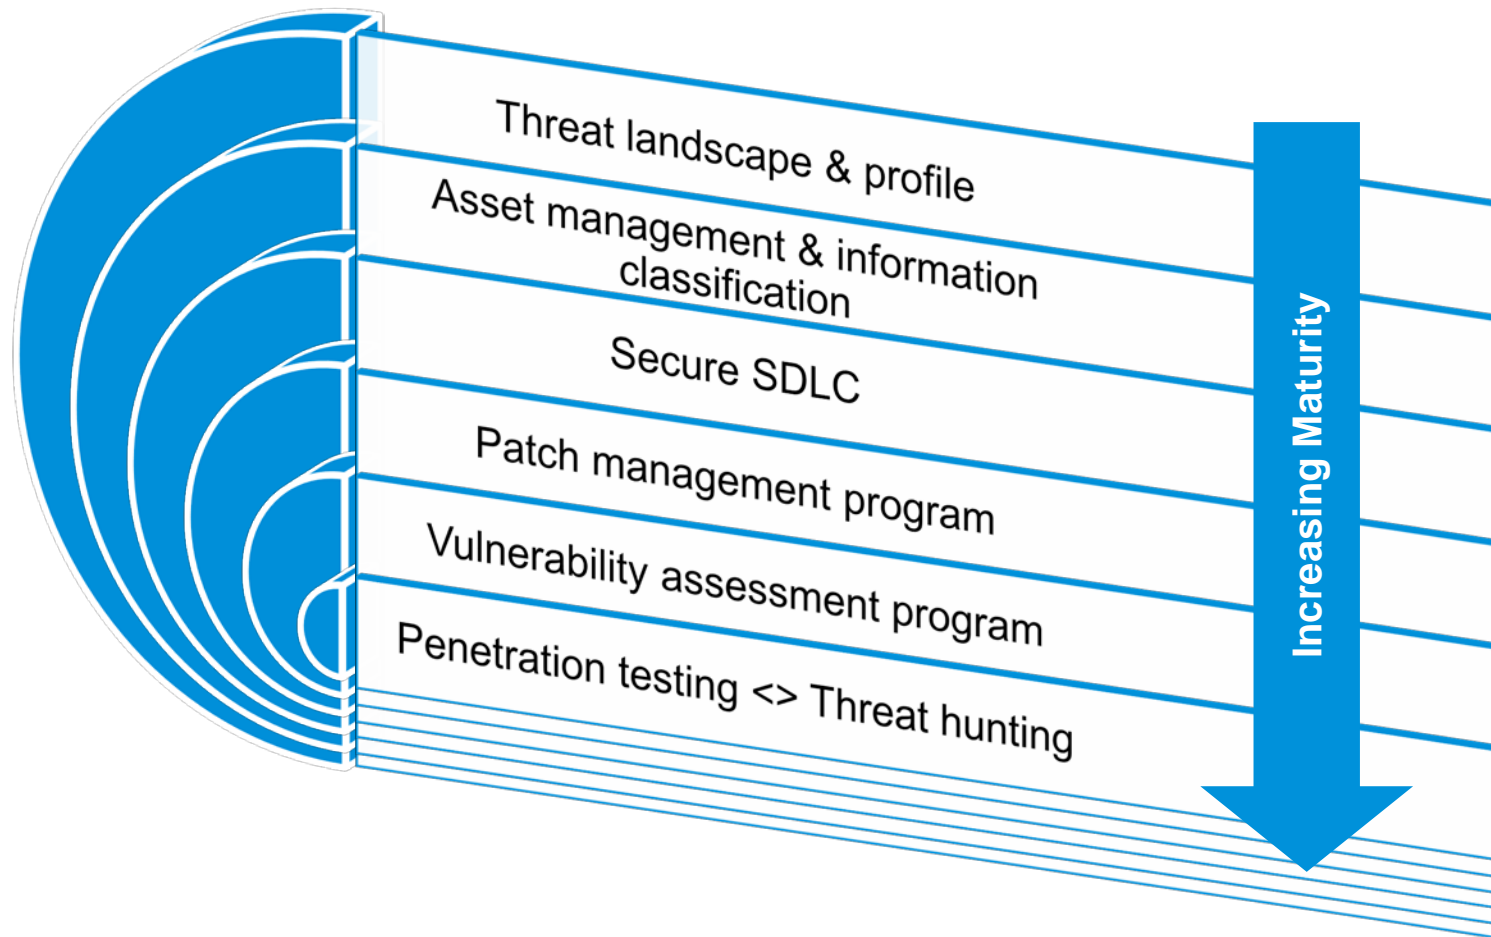 Threat landscape & profile
Asset management & information
classification
Secure SDLC
Patch management program
Vulnerability assessment program
Penetration testing <> Threat hunting
Increasing Maturity